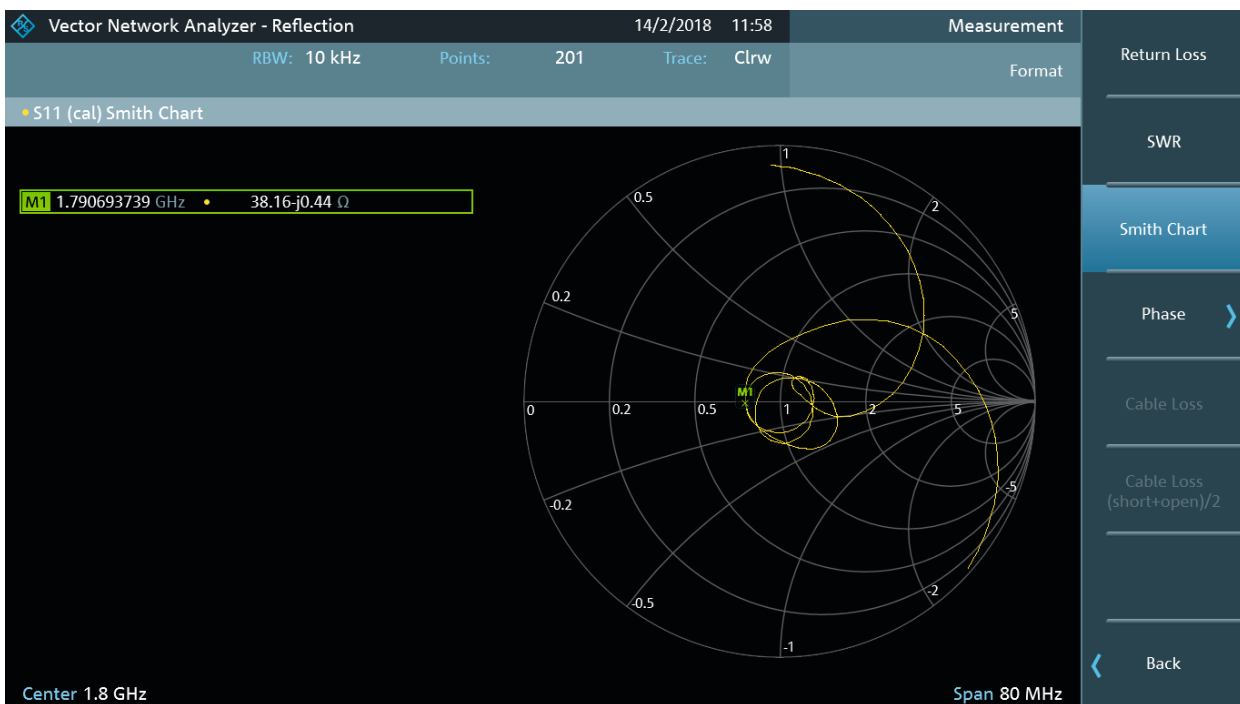 Vector Network Analyzer - Reflection 14/2/2018 11:58 Measurement
RBW: 10 kHz Points: 201 Trace: Clrw
Format
S11 (cal) Smith Chart
M1 1.790693739 GHz 38.16-j0.44 Ω
1
0.5
2
0.2
5
M1
0 0.2 0.5 1 2 5
-0.2
-5
-0.5
-2
-1
Center 1.8 GHz Span 80 MHz
Return Loss
SWR
Smith Chart
Phase
Cable Loss
Cable Loss
(short+open)/2
Back